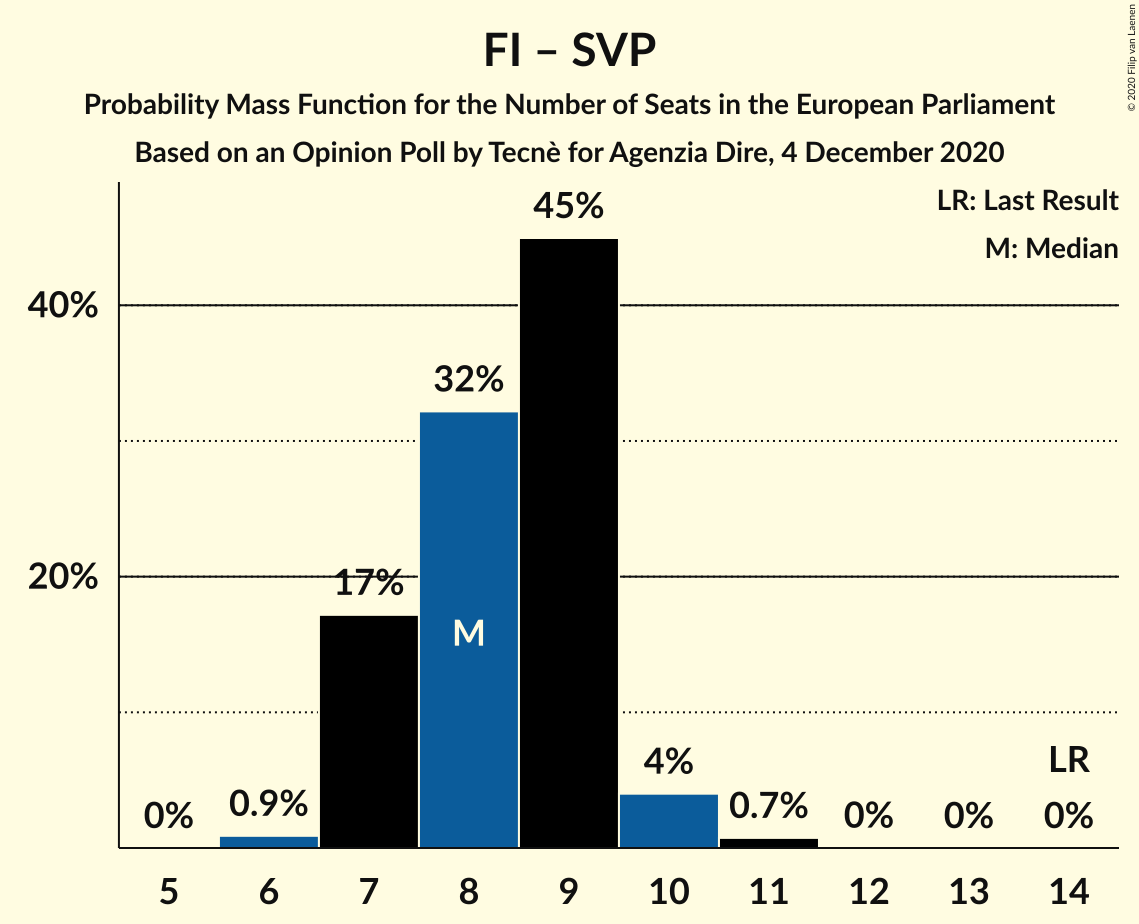 FI – SVP
Probability Mass Function for the Number of Seats in the European Parliament
Based on an Opinion Poll by Tecnè for Agenzia Dire, 4 December 2020
© 2020 Filip van Laenen
LR: Last Result
M: Median
45%
40%
32%
20%
17%
M
LR
4%
0% 0.9% 0.7% 0% 0% 0%
5 6 7 8 9 10 11 12 13 14